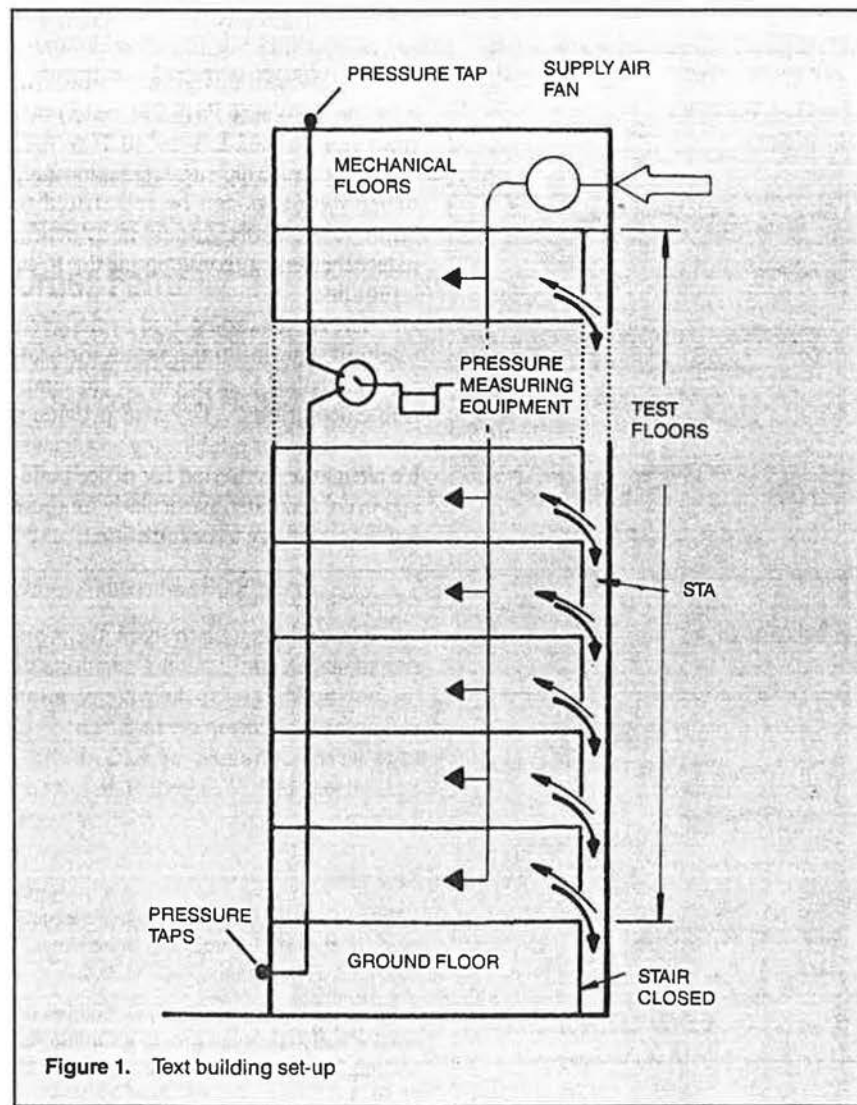 PRESSURE TAP
SUPPLY AIR
FAN
MECHANICAL
FLOORS
PRESSURE
MEASURING
EQUIPMENT
TEST
FLOORS
STA
PRESSURE
TAPS
GROUND FLOOR
STAIR
CLOSED
Figure 1. Text building set-up